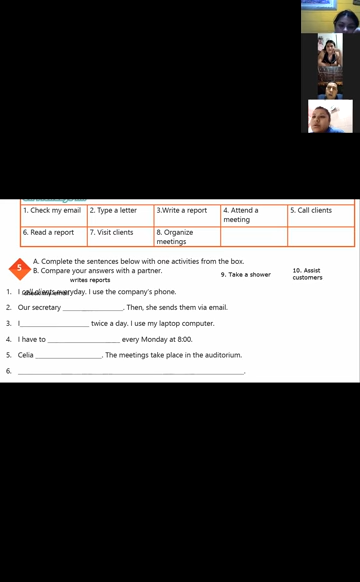 1. Check my email 2. Type a letter 3.Write a report 4. Attend a meeting 5. Call clients
6. Read a report 7. Visit clients 8. Organize meetings
5
A. Complete the sentences below with one activities from the box.
B. Compare your answers with a partner.
writes reports
9. Take a shower
10. Assist customers
1. I call clients everyday. I use the company's phone.
2. Our secretary ________________. Then, she sends them via email.
3. I__________________ twice a day. I use my laptop computer.
4. I have to ___________________ every Monday at 8:00.
5. Celia _________________. The meetings take place in the auditorium.
6. ____________________________________________________________.